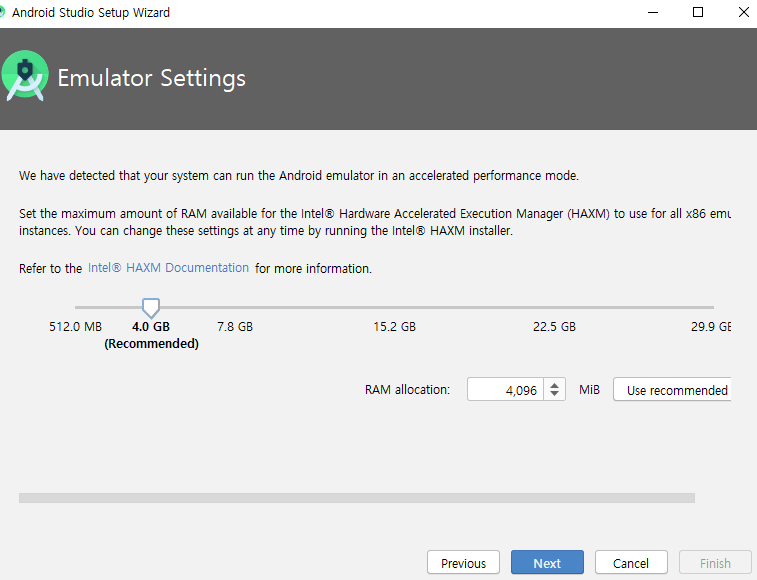 Android Studio Setup Wizard
Emulator Settings
We have detected that your system can run the Android emulator in an accelerated performance mode.
Set the maximum amount of RAM available for the Intel® Hardware Accelerated Execution Manager (HAXM) to use for all x86 emu
instances. You can change these settings at any time by running the Intel® HAXM installer.
Refer to the Intel® HAXM Documentation for more information.
512.0 MB 4.0 GB 7.8 GB 15.2 GB 22.5 GB 29.9 GB
(Recommended)
RAM allocation: 4,096 MiB Use recommended
Previous Next Cancel Finish